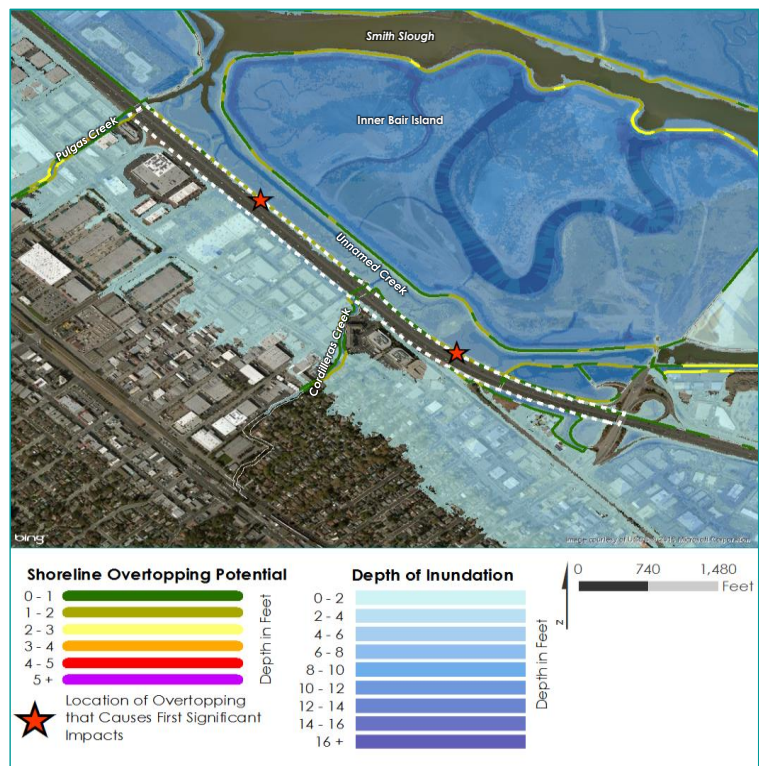 Smith Slough
Inner Bair Island
Pulgas Creek
Unnamed Creek
Cordilleras Creek
bing
Shoreline Overtopping Potential
0 - 1
1 - 2
2 - 3
3 - 4
4 - 5
5 +
Depth in Feet
Location of Overtopping
that Causes First Significant
Impacts
Depth of Inundation
0 - 2
2 - 4
4 - 6
6 - 8
8 - 10
10 - 12
12 - 14
14 - 16
16 +
Depth in Feet
0 740 1,480
Feet
z